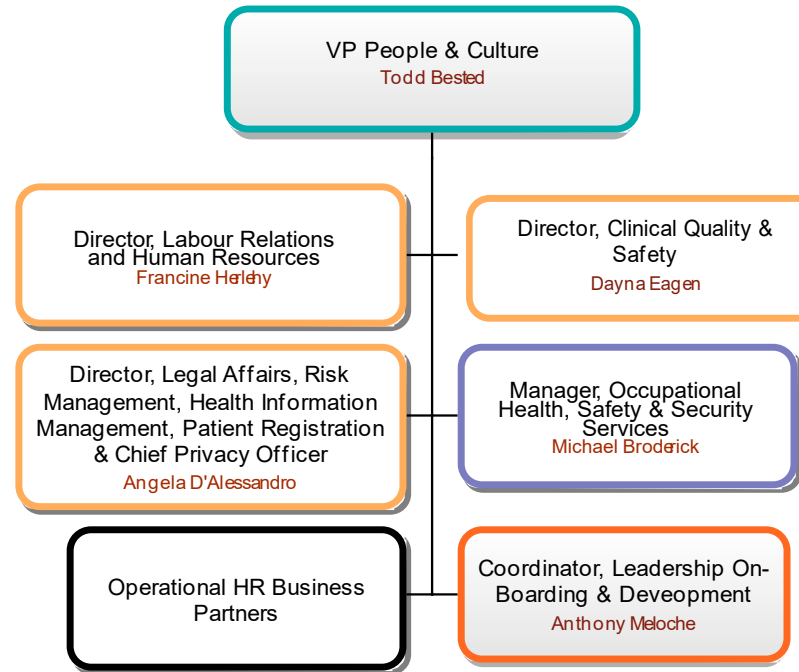 VP People & Culture
Todd Bested
Director, Labour Relations
and Human Resources
Francine Herlehy
Director, Clinical Quality &
Safety
Dayna Eagen
Director, Legal Affairs, Risk
Management, Health Information
Management, Patient Registration
& Chief Privacy Officer
Angela D'Alessandro
Manager, Occupational
Health, Safety & Security
Services
Michael Broderick
Operational HR Business
Partners
Coordinator, Leadership On-
Boarding & Deveopment
Anthony Meloche